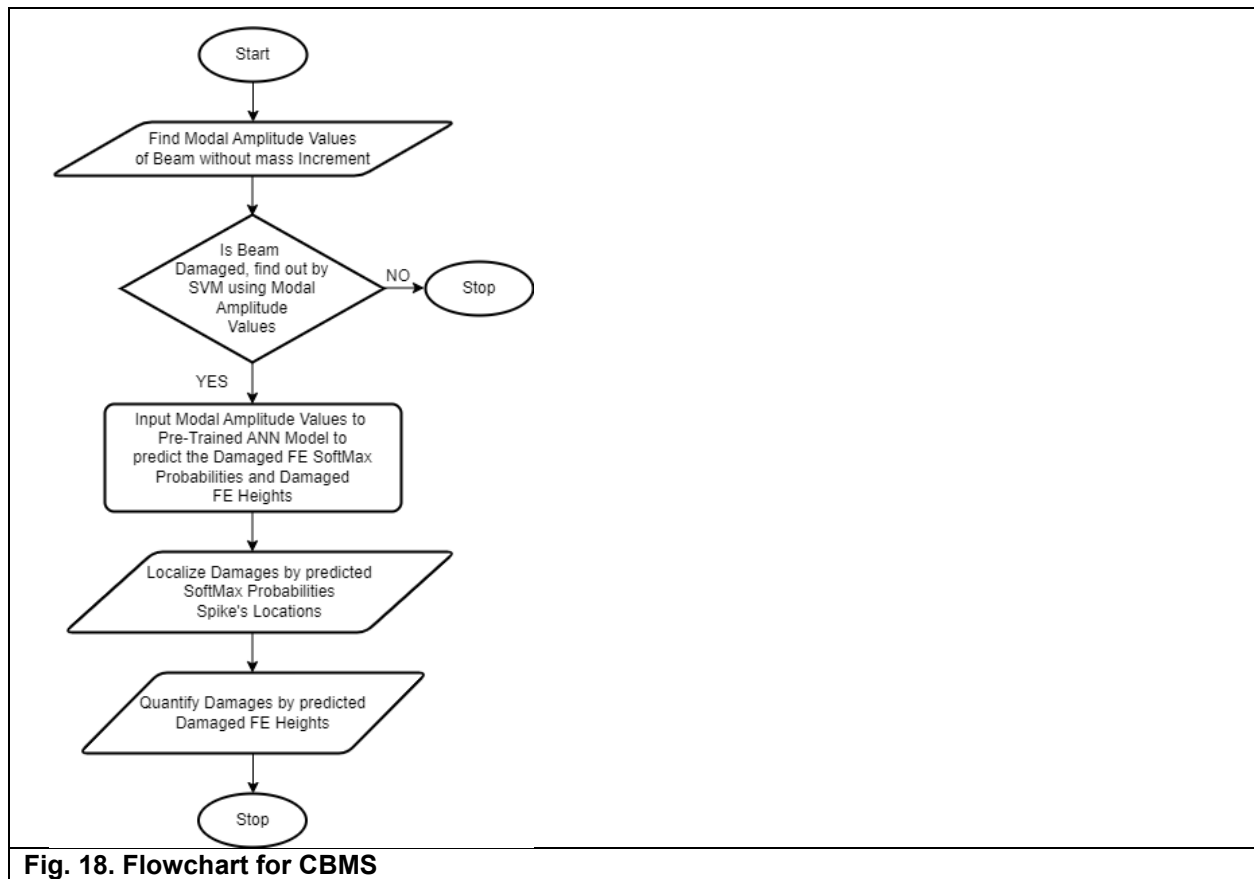 Start
Find Modal Amplitude Values
of Beam without mass Increment
Is Beam
Damaged, find out by
SVM using Modal
Amplitude
Values
NO
Stop
YES
Input Modal Amplitude Values to
Pre-Trained ANN Model to
predict the Damaged FE SoftMax
Probabilities and Damaged
FE Heights
Localize Damages by predicted
SoftMax Probabilities
Spike's Locations
Quantify Damages by predicted
Damaged FE Heights
Stop
Fig. 18. Flowchart for CBMS